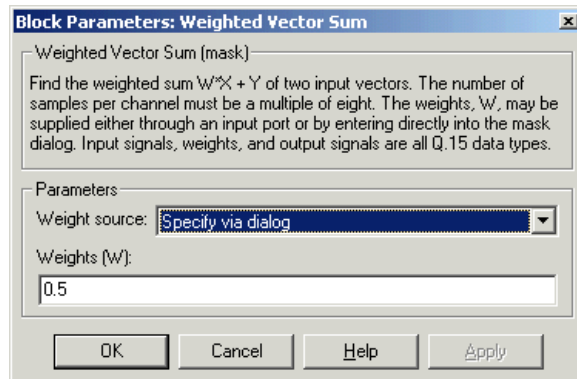 Block Parameters: Weighted Vector Sum
Weighted Vector Sum (mask)
Find the weighted sum W*X + Y of two input vectors. The number of
samples per channel must be a multiple of eight. The weights, W, may be
supplied either through an input port or by entering directly into the mask
dialog. Input signals, weights, and output signals are all Q.15 data types.
Parameters
Weight source: Specify via dialog
Weights (W):
0.5
OK Cancel Help Apply